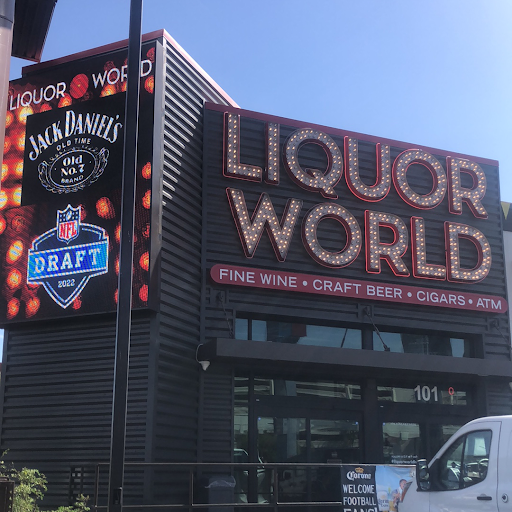 LIQUOR WORLD
JACK DANIEL'S
OLD TIME
Old
No. 7
BRAND
NFL
DRAFT
2022
LIQUOR
WORLD
FINE WINE • CRAFT BEER • CIGARS • ATM
101
Corona
WELCOME
FOOTBALL
FANS!